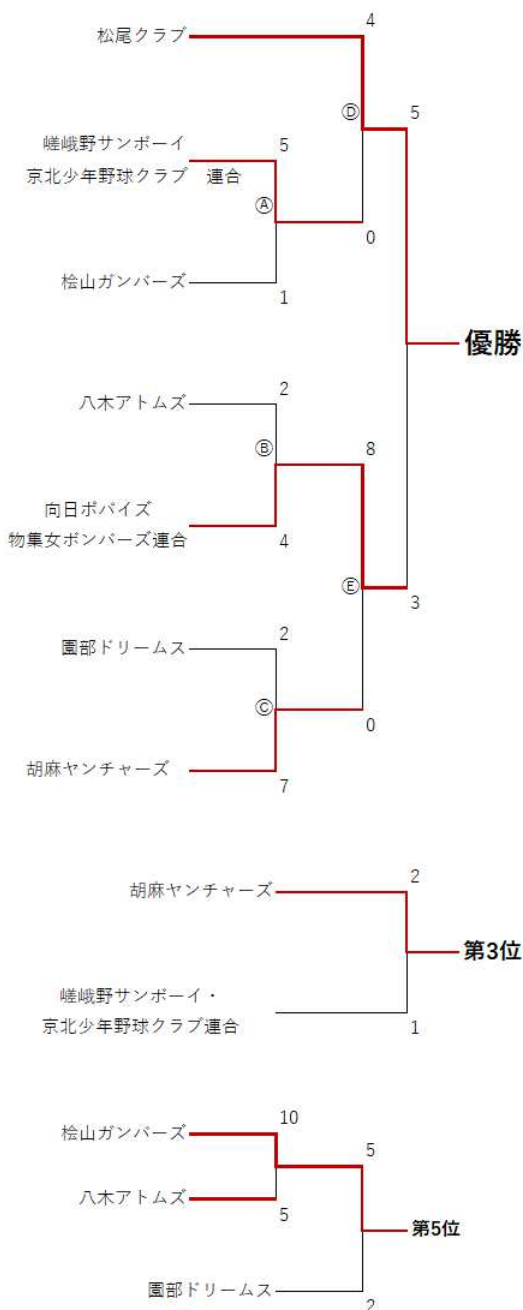 4
松尾クラブ
Ⓓ
5
嵯峨野サンボーイ
5
京北少年野球クラブ 連合
Ⓐ
0
桧山ガンバーズ
1
優勝
八木アトムズ
2
Ⓑ
8
向日ポパイズ
物集女ボンバーズ連合
4
Ⓔ
3
園部ドリームス
2
Ⓒ
0
胡麻ヤンチャーズ
7
胡麻ヤンチャーズ
2
第3位
嵯峨野サンボーイ・
京北少年野球クラブ連合
1
桧山ガンバーズ
10
5
八木アトムズ
5
第5位
園部ドリームス
2